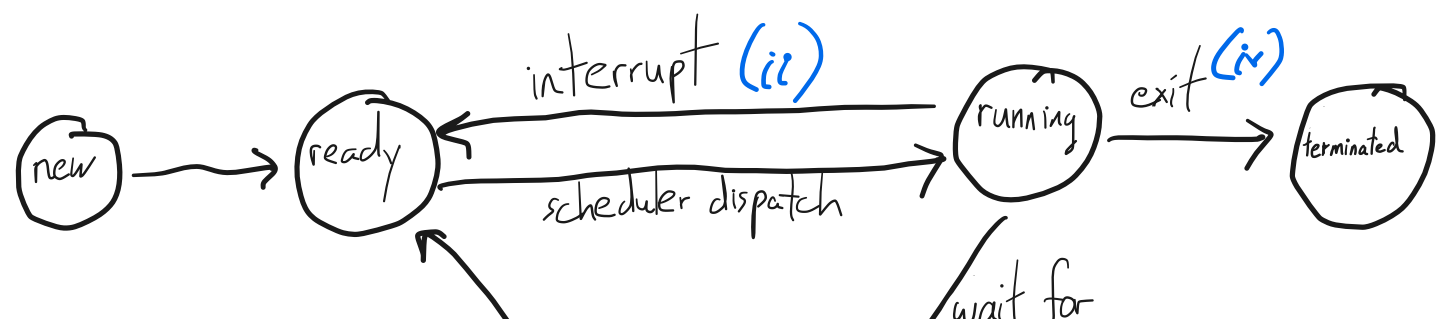 interrupt (ii)
exit (iv)
new
ready
running
terminated
scheduler dispatch
wait for